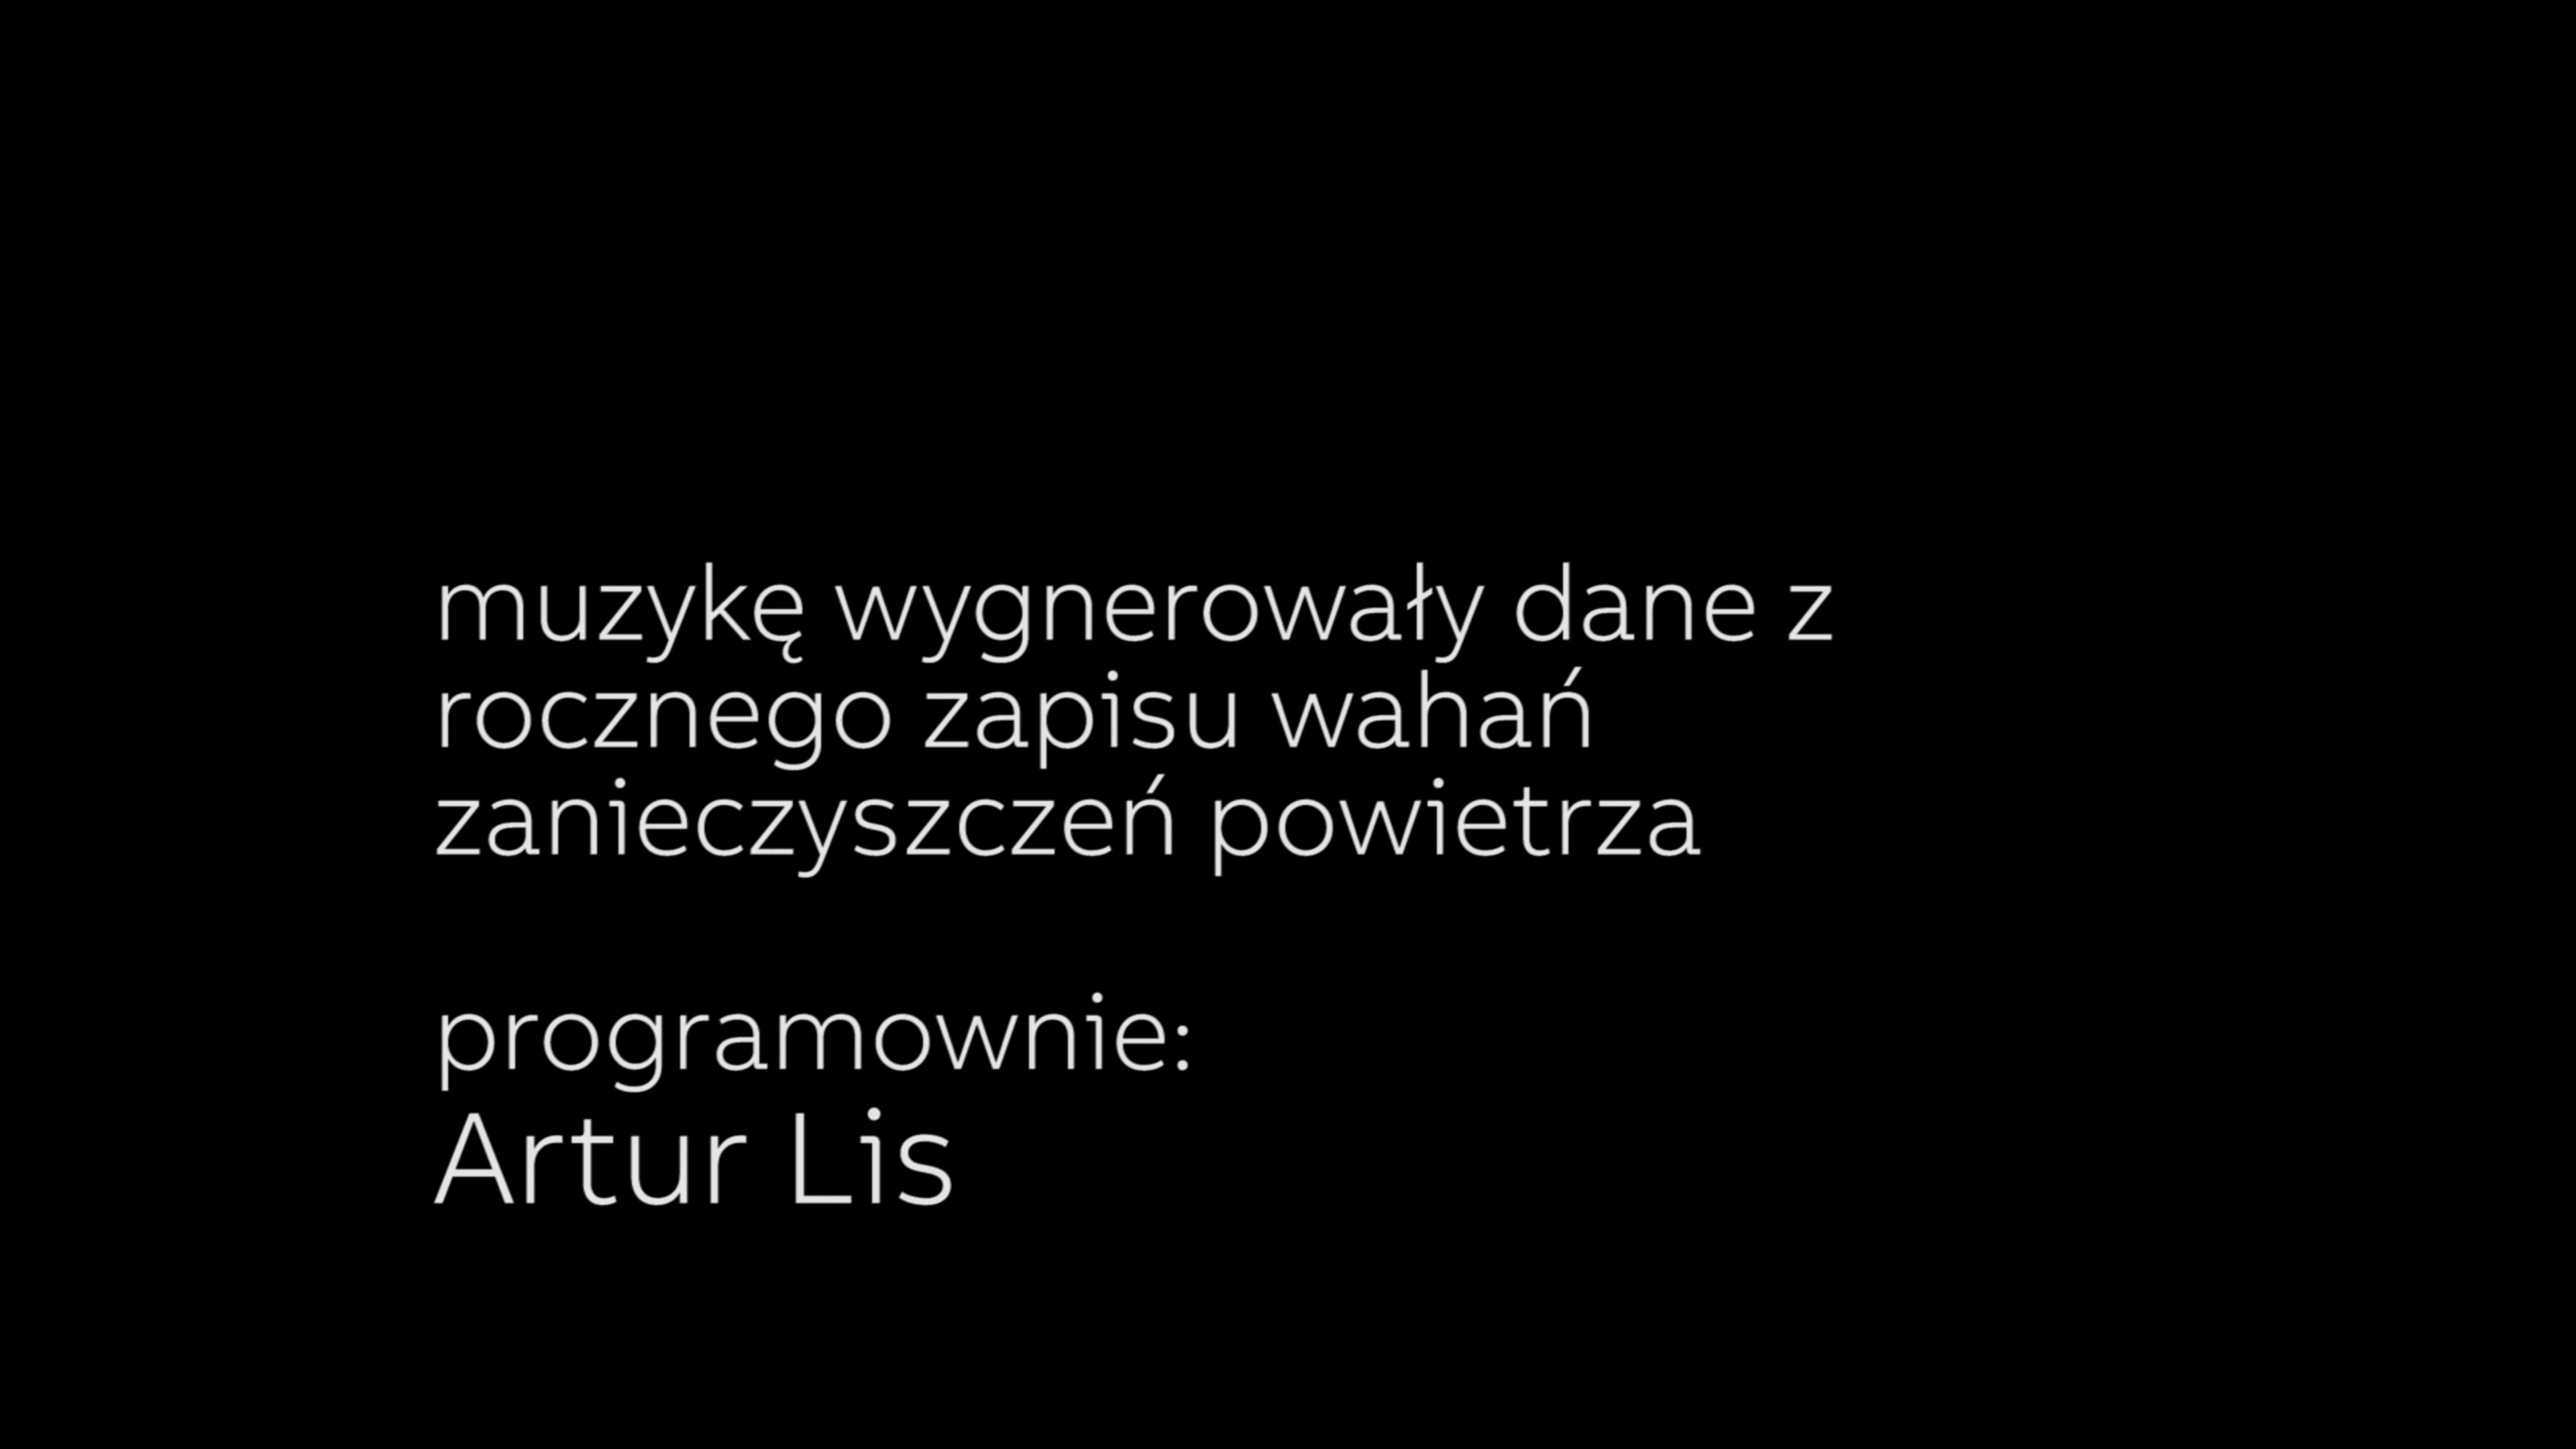 muzykę wygnerowały dane z
rocznego zapisu wahań
zanieczyszczeń powietrza
programownie:
Artur Lis